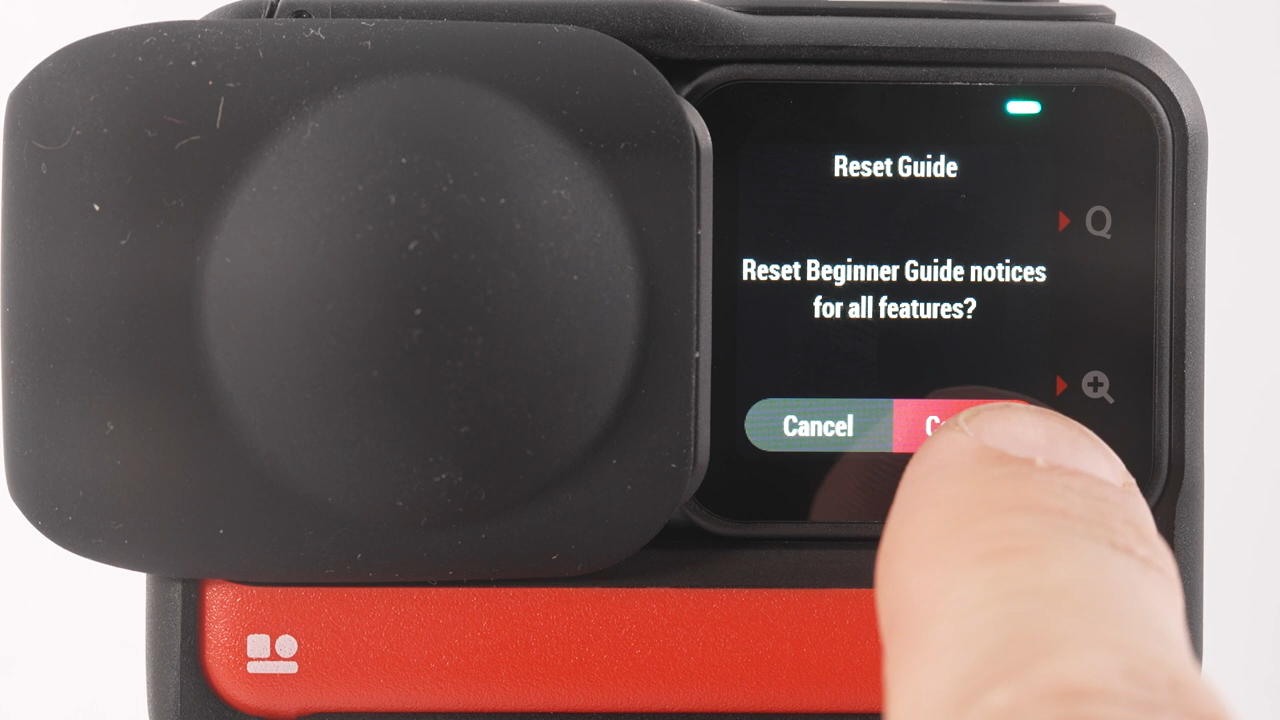 Reset Guide
Q
Reset Beginner Guide notices
for all features?
Cancel